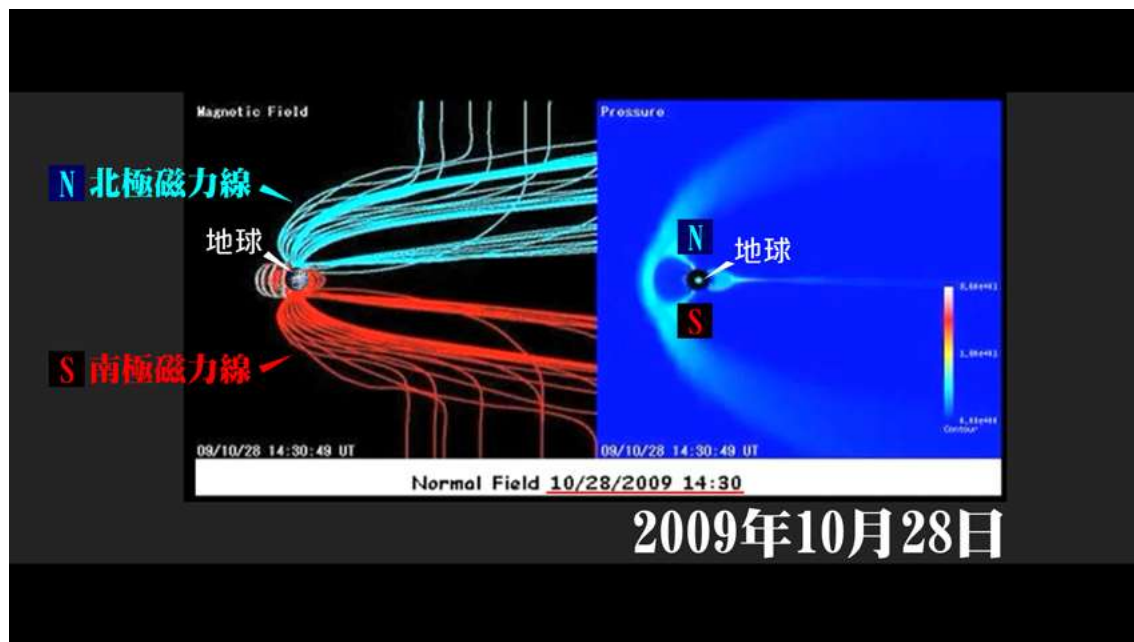 Magnetic Field
Pressure
N 北極磁力線
地球
N
地球
S
S 南極磁力線
Contour
09/10/28 14:30:49 UT
09/10/28 14:30:49 UT
Normal Field 10/28/2009 14:30
2009年10月28日